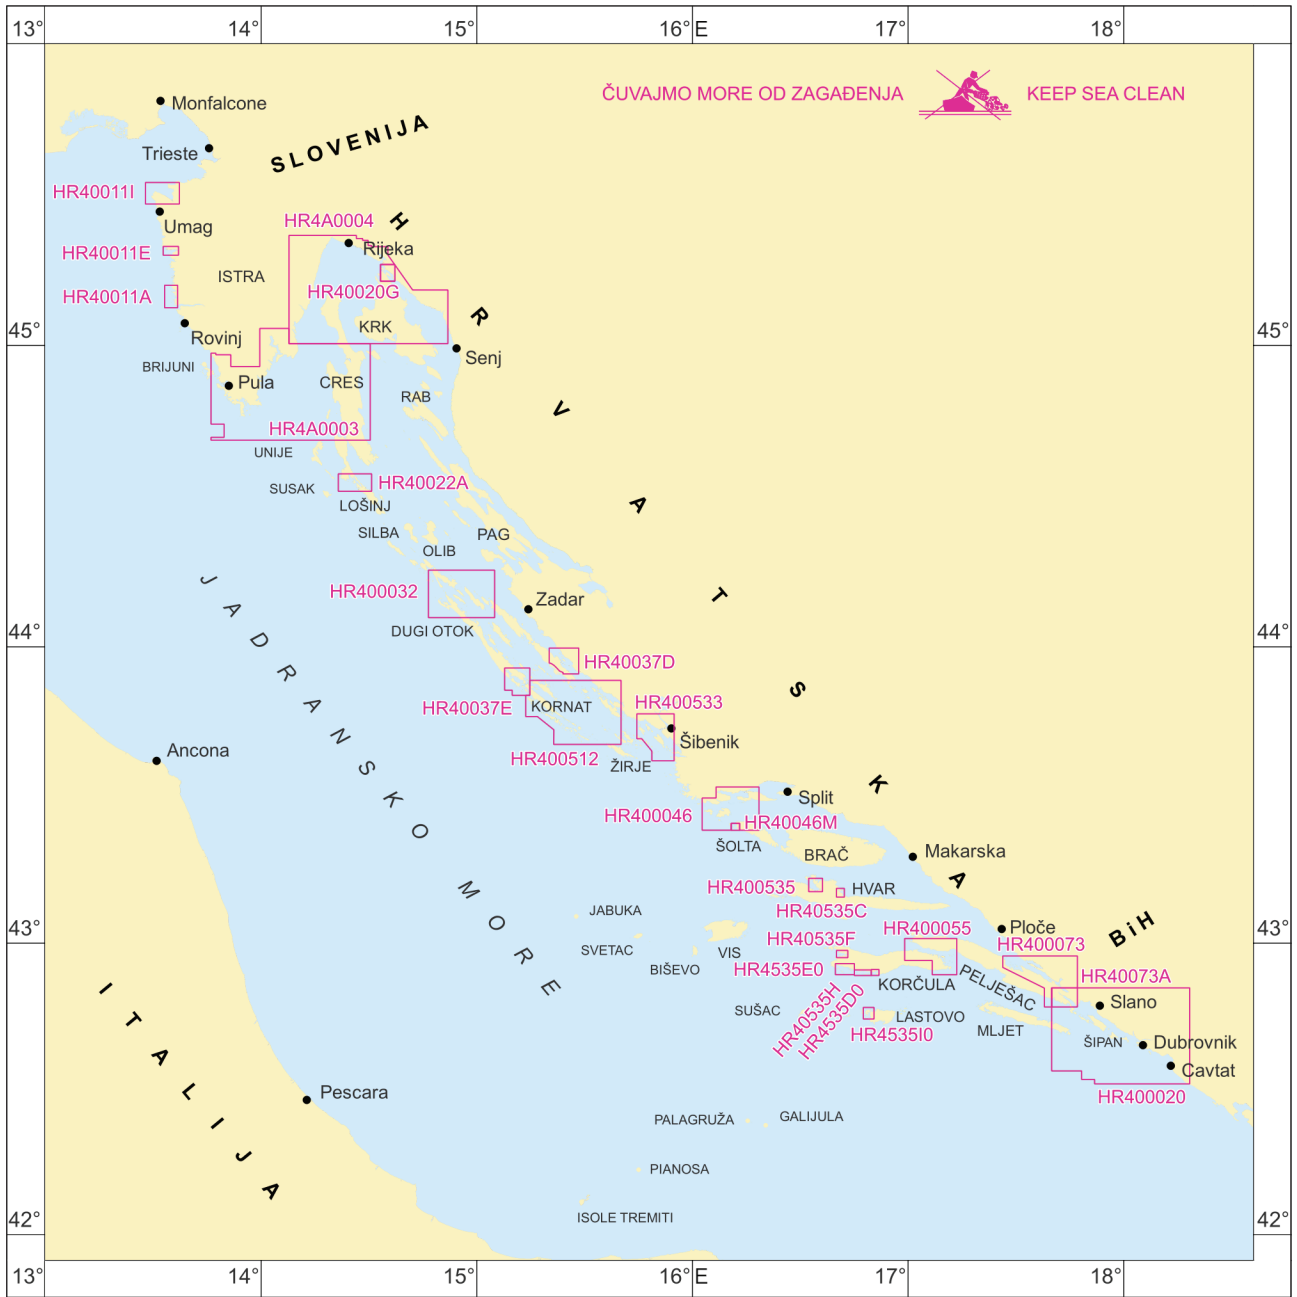 13° 14° 15° 16°E 17° 18°
ČUVAJMO MORE OD ZAGAĐENJA KEEP SEA CLEAN
Monfalcone
SLOVENIJA
Trieste
HR40011I
Umag
HR4A0004
HRVATSKA
Rijeka
HR40011E
ISTRA
HR40011A
HR40020G
KRK
Rovinj
45° 45°
Senj
BRIJUNI
Pula
CRES
RAB
HR4A0003
UNIJE
SUSAK
HR40022A
LOŠINJ
SILBA
PAG
OLIB
JADRANSKO MORE
HR400032
Zadar
DUGI OTOK
44° 44°
HR40037D
HR40037E
KORNAT
HR400533
Šibenik
HR400512
ŽIRJE
Ancona
Split
HR400046
HR40046M
ŠOLTA
BRAČ
Makarska
HR400535
HVAR
HR40535C
JABUKA
BiH
43° 43°
Ploče
HR400055
HR400073
HR40535F
SVETAC
VIS
BIŠEVO
HR4535E0
PELJEŠAC
HR40073A
KORČULA
HR40535H
HR4535D0
SUŠAC
LASTOVO
Slano
MLJET
HR4535I0
ŠIPAN
Dubrovnik
Cavtat
HR400020
ITALIJA
Pescara
PALAGRUŽA
GALIJULA
PIANOSA
ISOLE TREMITI
42° 42°
13° 14° 15° 16°E 17° 18°